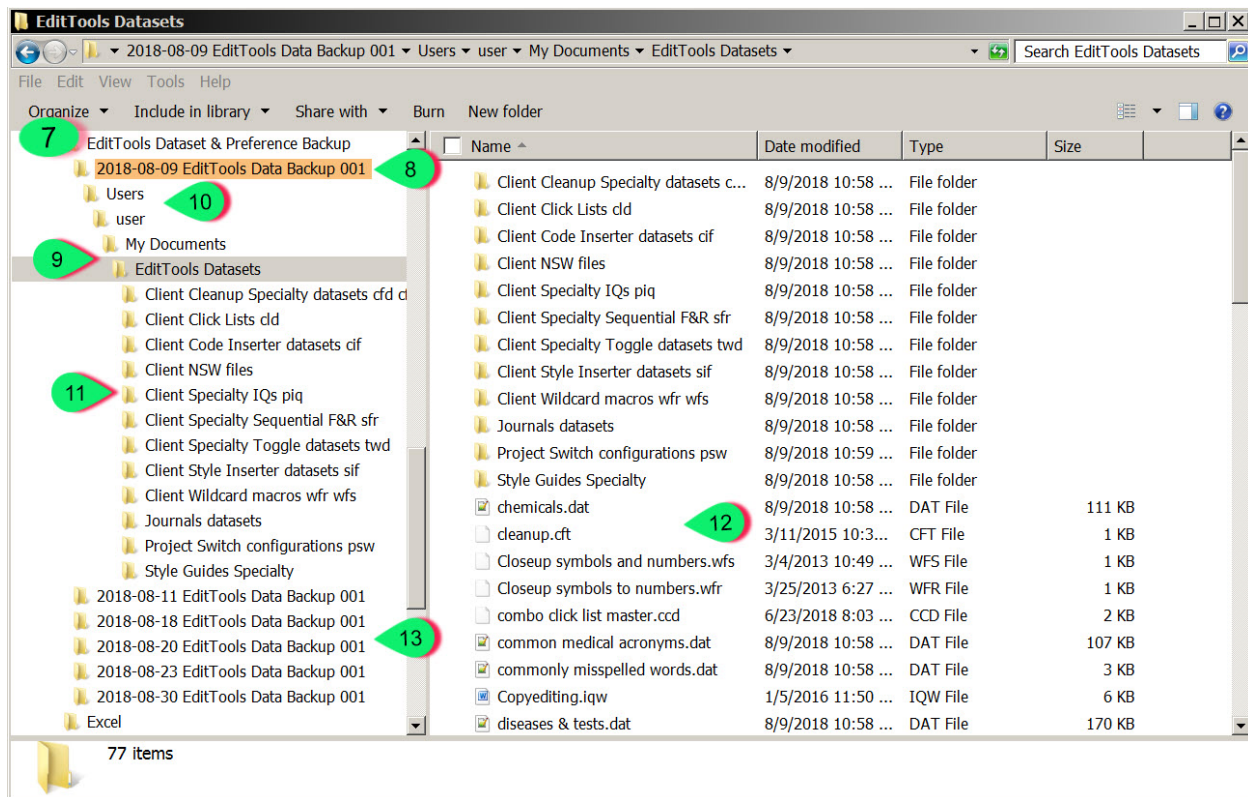 EditTools Datasets
2018-08-09 EditTools Data Backup 001 Users user My Documents EditTools Datasets Search EditTools Datasets
File Edit View Tools Help
Organize Include in library Share with Burn New folder
7 EditTools Dataset & Preference Backup
2018-08-09 EditTools Data Backup 001 8
Users
10
user
My Documents
9
EditTools Datasets
Client Cleanup Specialty datasets cfd
Client Click Lists cld
Client Code Inserter datasets cif
Client NSW files
11 Client Specialty IQs piq
Client Specialty Sequential F&R sfr
Client Specialty Toggle datasets twd
Client Style Inserter datasets sif
Client Wildcard macros wfr wfs
Journals datasets
Project Switch configurations psw
Style Guides Specialty
2018-08-11 EditTools Data Backup 001
2018-08-18 EditTools Data Backup 001
2018-08-20 EditTools Data Backup 001 13
2018-08-23 EditTools Data Backup 001
2018-08-30 EditTools Data Backup 001
Excel
Name Date modified Type Size
Client Cleanup Specialty datasets c... 8/9/2018 10:58 ... File folder
Client Click Lists cld 8/9/2018 10:58 ... File folder
Client Code Inserter datasets cif 8/9/2018 10:58 ... File folder
Client NSW files 8/9/2018 10:58 ... File folder
Client Specialty IQs piq 8/9/2018 10:58 ... File folder
Client Specialty Sequential F&R sfr 8/9/2018 10:58 ... File folder
Client Specialty Toggle datasets twd 8/9/2018 10:58 ... File folder
Client Style Inserter datasets sif 8/9/2018 10:58 ... File folder
Client Wildcard macros wfr wfs 8/9/2018 10:58 ... File folder
Journals datasets 8/9/2018 10:58 ... File folder
Project Switch configurations psw 8/9/2018 10:59 ... File folder
Style Guides Specialty 8/9/2018 10:58 ... File folder
chemicals.dat 8/9/2018 10:58 ... DAT File 111 KB
12
cleanup.cft 3/11/2015 10:3... CFT File 1 KB
Closeup symbols and numbers.wfs 3/4/2013 10:49 ... WFS File 1 KB
Closeup symbols to numbers.wfr 3/25/2013 6:27 ... WFR File 1 KB
combo click list master.ccd 6/23/2018 8:03 ... CCD File 2 KB
common medical acronyms.dat 8/9/2018 10:58 ... DAT File 107 KB
commonly misspelled words.dat 8/9/2018 10:58 ... DAT File 3 KB
Copyediting.iqw 1/5/2016 11:50 ... IQW File 6 KB
diseases & tests.dat 8/9/2018 10:58 ... DAT File 170 KB
77 items